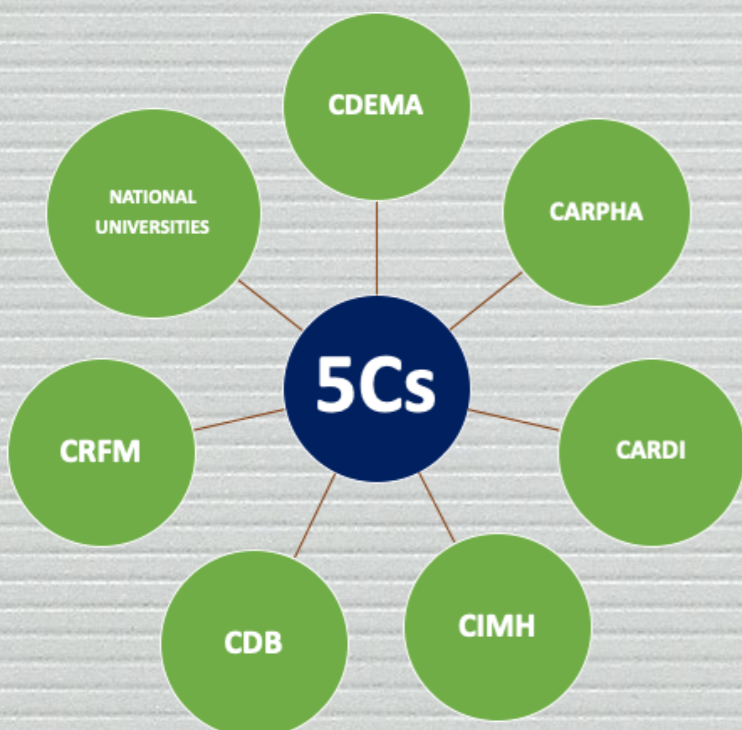 CDEMA
NATIONAL
UNIVERSITIES
CARPHA
5Cs
CRFM
CARDI
CDB
CIMH